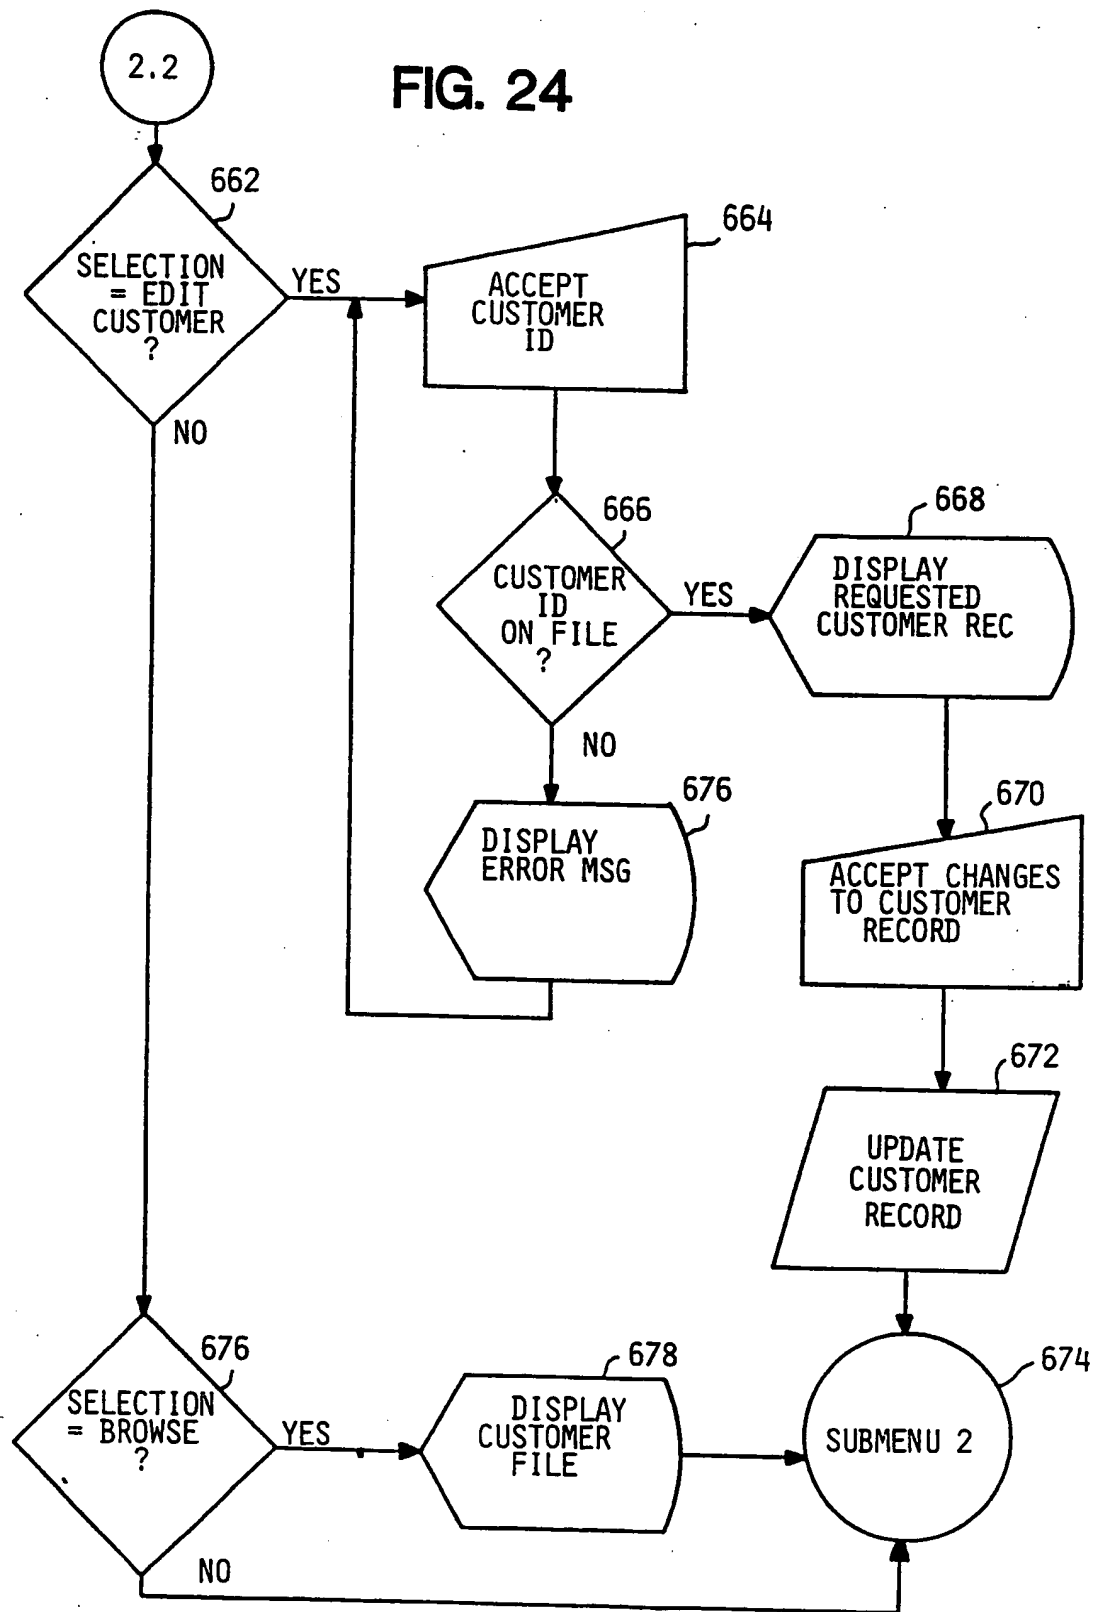 2.2
FIG. 24
662
SELECTION
= EDIT
CUSTOMER
?
YES
NO
664
ACCEPT
CUSTOMER
ID
666
CUSTOMER
ID
ON FILE
?
YES
NO
668
DISPLAY
REQUESTED
CUSTOMER REC
676
DISPLAY
ERROR MSG
670
ACCEPT CHANGES
TO CUSTOMER
RECORD
672
UPDATE
CUSTOMER
RECORD
676
SELECTION
= BROWSE
?
YES
NO
678
DISPLAY
CUSTOMER
FILE
674
SUBMENU 2